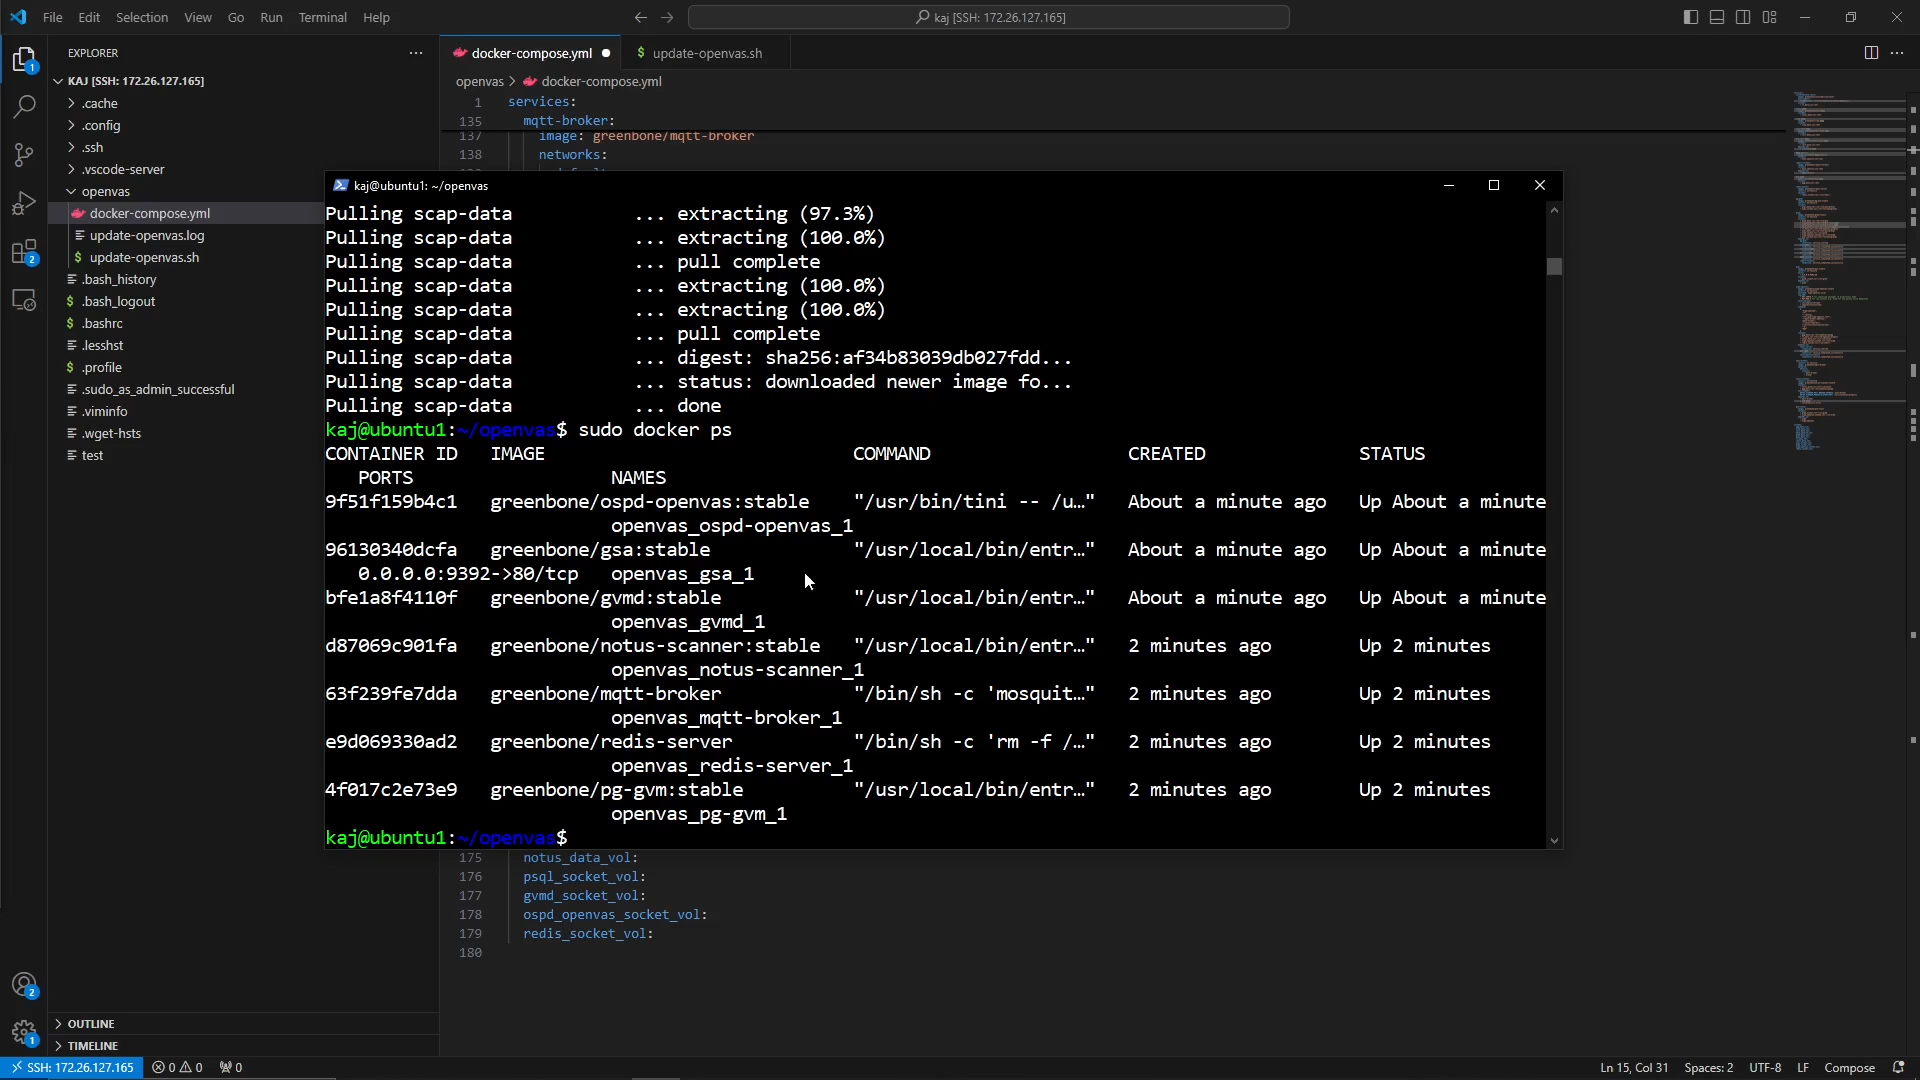 File Edit Selection View Go Run Terminal Help
kaj [SSH: 172.26.127.165]
EXPLORER
KAJ [SSH: 172.26.127.165]
.cache
.config
.ssh
.vscode-server
openvas
docker-compose.yml
update-openvas.log
$ update-openvas.sh
.bash_history
$ .bash_logout
$ .bashrc
.lesshst
$ .profile
.sudo_as_admin_successful
.viminfo
.wget-hsts
test
OUTLINE
TIMELINE
1
2
2
1
docker-compose.yml
$ update-openvas.sh
openvas > docker-compose.yml
1 services:
135 mqtt-broker:
137 image: greenbone/mqtt-broker
138 networks:
kaj@ubuntu1: ~/openvas
Pulling scap-data ... extracting (97.3%)
Pulling scap-data ... extracting (100.0%)
Pulling scap-data ... pull complete
Pulling scap-data ... extracting (100.0%)
Pulling scap-data ... extracting (100.0%)
Pulling scap-data ... pull complete
Pulling scap-data ... digest: sha256:af34b83039db027fdd...
Pulling scap-data ... status: downloaded newer image fo...
Pulling scap-data ... done
kaj@ubuntu1:~/openvas$ sudo docker ps
CONTAINER ID IMAGE COMMAND CREATED STATUS
PORTS NAMES
9f51f159b4c1 greenbone/ospd-openvas:stable "/usr/bin/tini -- /u…" About a minute ago Up About a minute
openvas_ospd-openvas_1
96130340dcfa greenbone/gsa:stable "/usr/local/bin/entr…" About a minute ago Up About a minute
0.0.0.0:9392->80/tcp openvas_gsa_1
bfe1a8f4110f greenbone/gvmd:stable "/usr/local/bin/entr…" About a minute ago Up About a minute
openvas_gvmd_1
d87069c901fa greenbone/notus-scanner:stable "/usr/local/bin/entr…" 2 minutes ago Up 2 minutes
openvas_notus-scanner_1
63f239fe7dda greenbone/mqtt-broker "/bin/sh -c 'mosquit…" 2 minutes ago Up 2 minutes
openvas_mqtt-broker_1
e9d069330ad2 greenbone/redis-server "/bin/sh -c 'rm -f /…" 2 minutes ago Up 2 minutes
openvas_redis-server_1
4f017c2e73e9 greenbone/pg-gvm:stable "/usr/local/bin/entr…" 2 minutes ago Up 2 minutes
openvas_pg-gvm_1
kaj@ubuntu1:~/openvas$
175 notus_data_vol:
176 psql_socket_vol:
177 gvmd_socket_vol:
178 ospd_openvas_socket_vol:
179 redis_socket_vol:
180
SSH: 172.26.127.165 0 0 0
Ln 15, Col 31 Spaces: 2 UTF-8 LF Compose